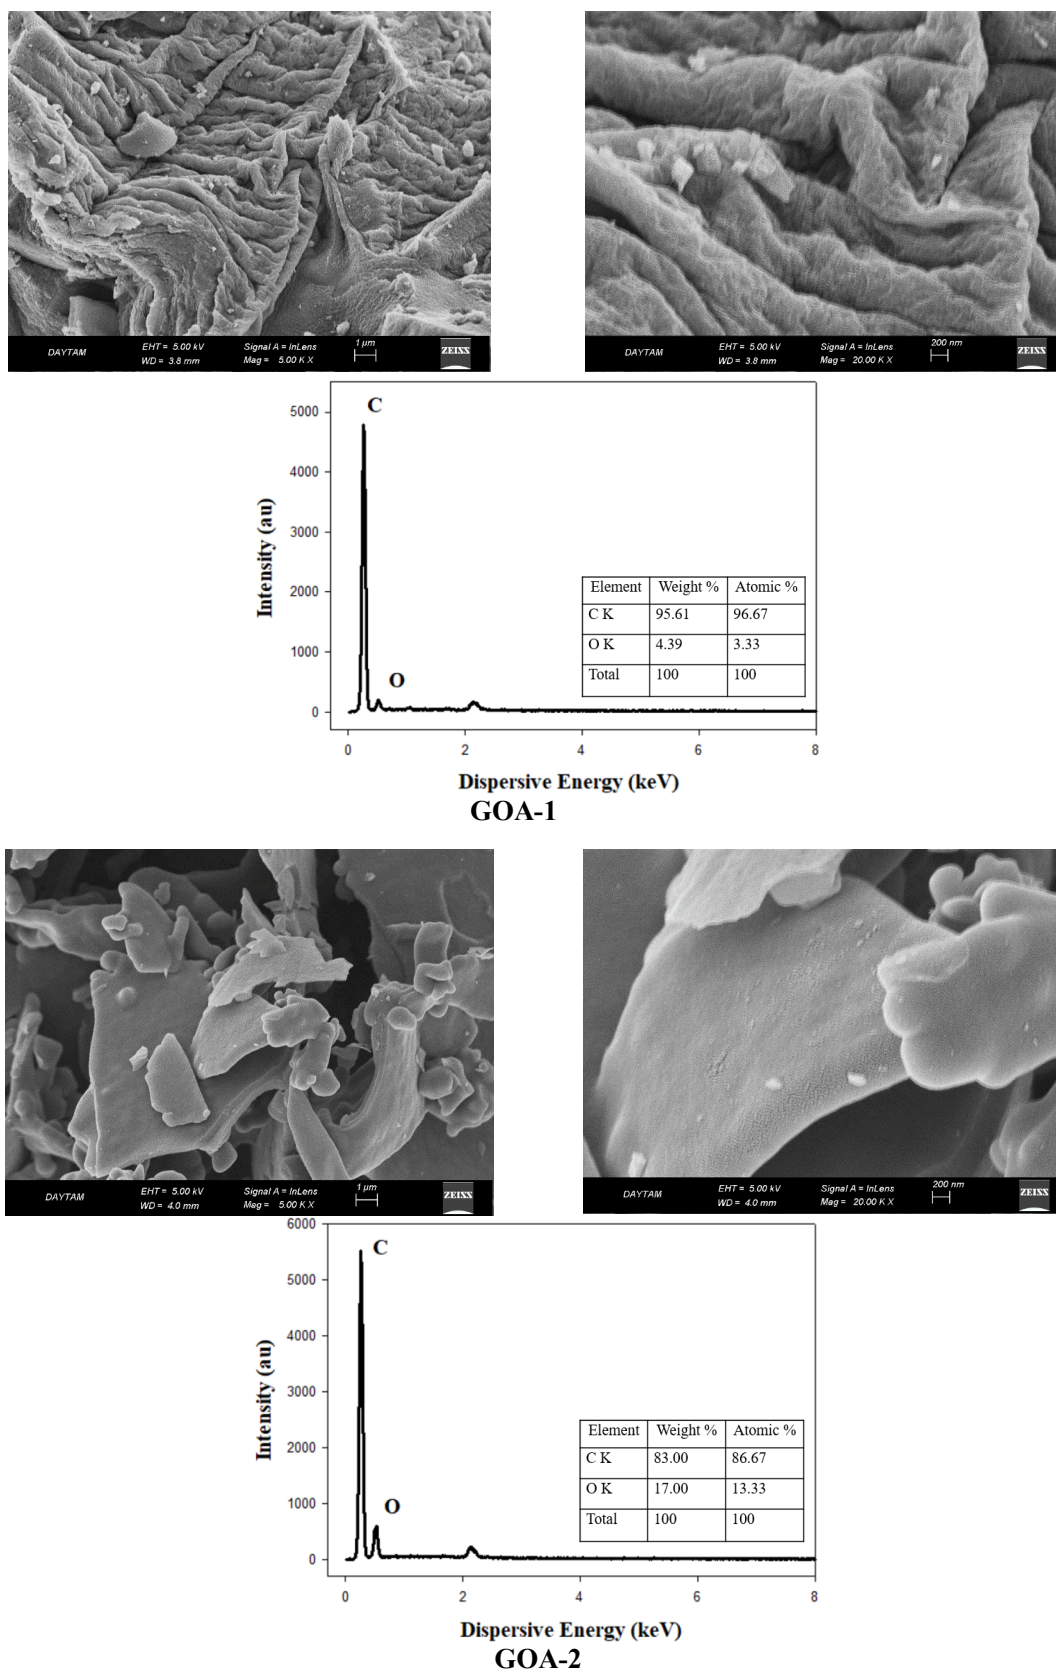 DAYTAM
EHT = 5.00 kV
WD = 3.8 mm
Signal A = InLens
Mag = 5.00 K X
1 µm
ZEISS
DAYTAM
EHT = 5.00 kV
WD = 3.8 mm
Signal A = InLens
Mag = 20.00 K X
200 nm
ZEISS
C
5000
4000
3000
2000
1000
0
Intensity (au)
O
Element Weight % Atomic %
C K 95.61 96.67
O K 4.39 3.33
Total 100 100
0 2 4 6 8
Dispersive Energy (keV)
GOA-1
DAYTAM
EHT = 5.00 kV
WD = 4.0 mm
Signal A = InLens
Mag = 5.00 K X
1 µm
ZEISS
DAYTAM
EHT = 5.00 kV
WD = 4.0 mm
Signal A = InLens
Mag = 20.00 K X
200 nm
ZEISS
6000
C
5000
4000
3000
2000
1000
0
Intensity (au)
O
Element Weight % Atomic %
C K 83.00 86.67
O K 17.00 13.33
Total 100 100
0 2 4 6 8
Dispersive Energy (keV)
GOA-2